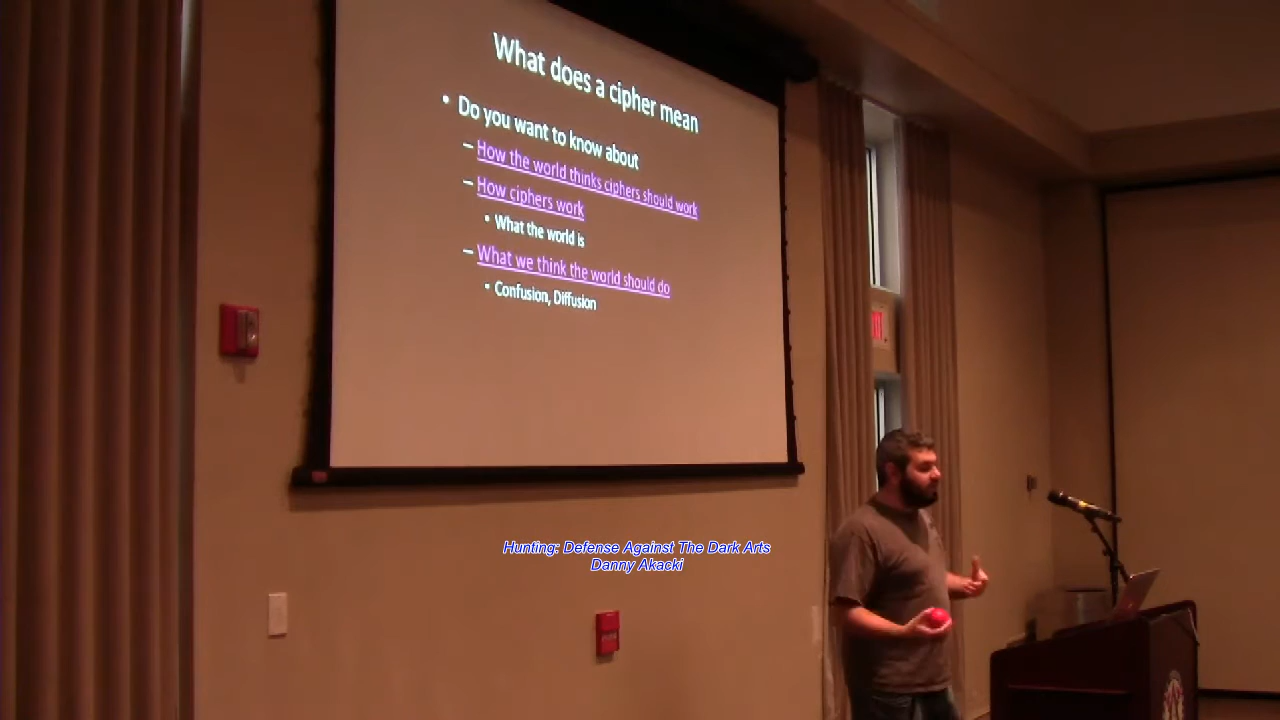 What does a cipher mean
• Do you want to know about
– How the world thinks ciphers should work
– How ciphers work
• What the world is
– What we think the world should do
• Confusion, Diffusion
Hunting: Defense Against The Dark Arts
Danny Akacki